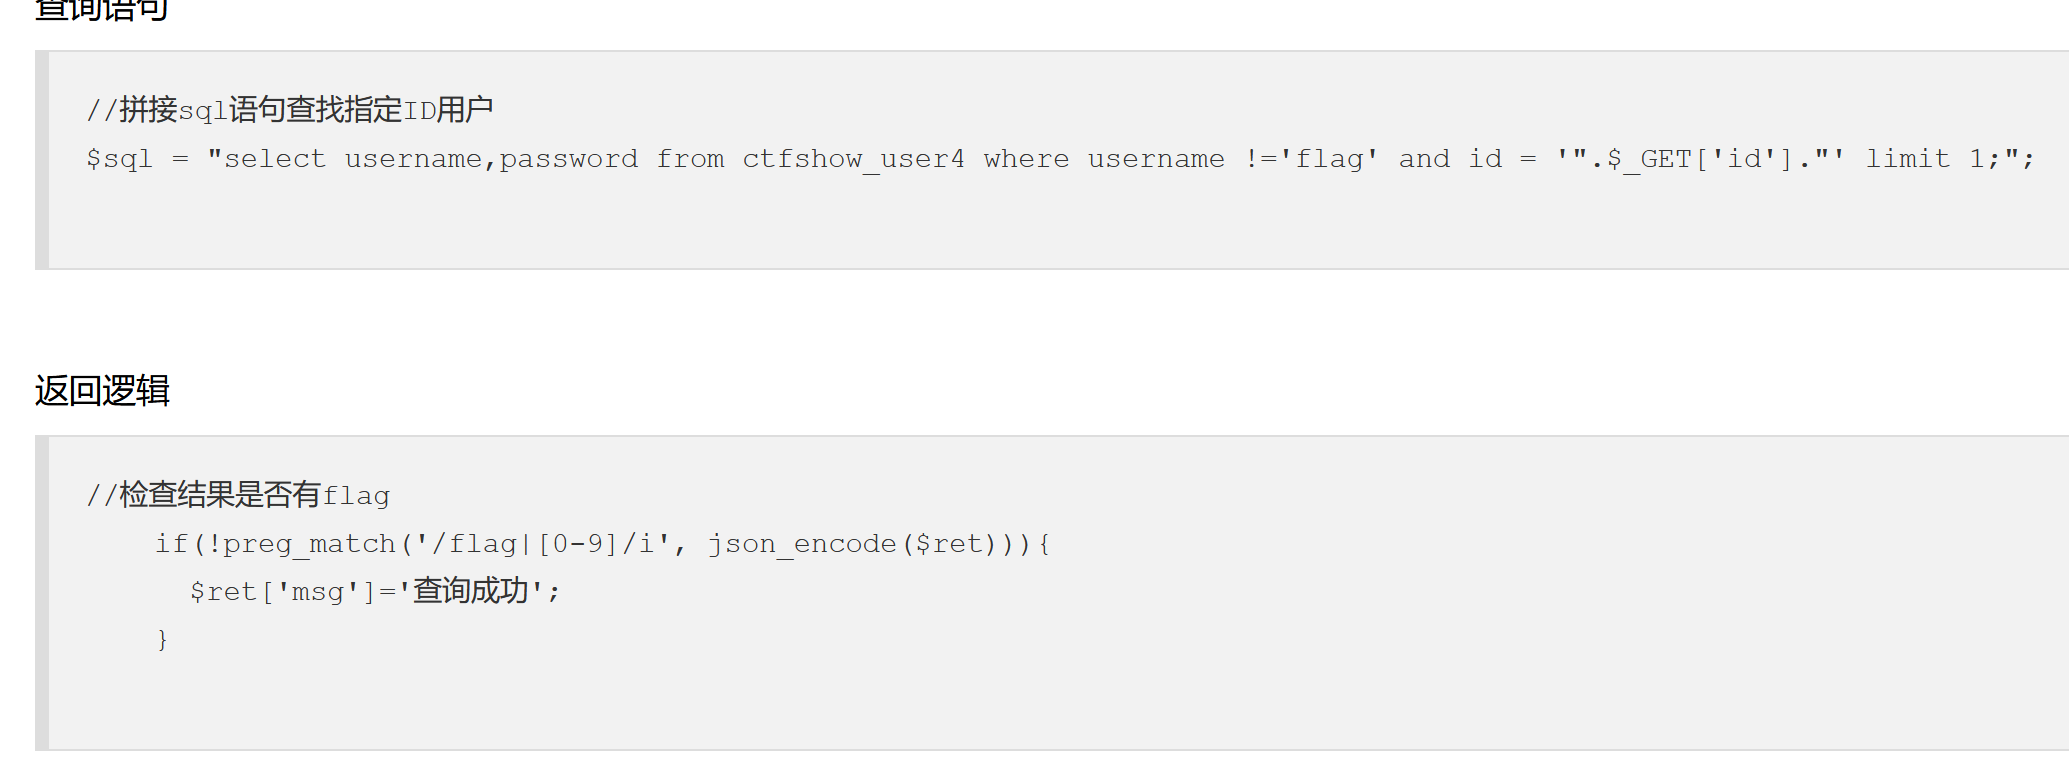 查询语句
//拼接sql语句查找指定ID用户
$sql = "select username,password from ctfshow_user4 where username !='flag' and id = '".$_GET['id']."' limit 1;";
返回逻辑
//检查结果是否有flag
if(!preg_match('/flag|[0-9]/i', json_encode($ret))){
$ret['msg']='查询成功';
}